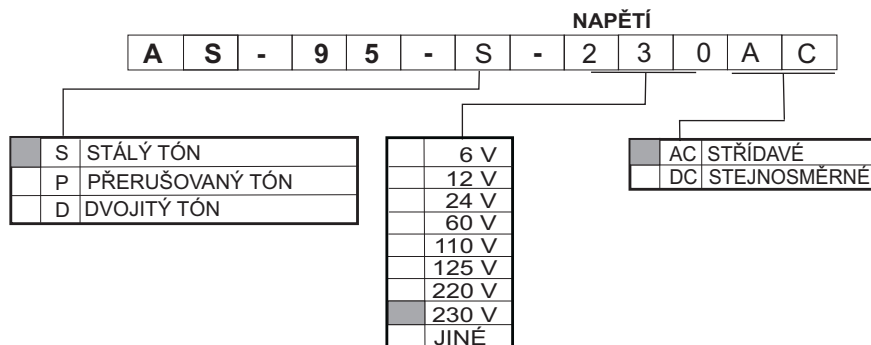 NAPĚTÍ
A S - 9 5 - S - 2 3 0 A C
S STÁLÝ TÓN
P PŘERUŠOVANÝ TÓN
D DVOJITÝ TÓN
6 V
12 V
24 V
60 V
110 V
125 V
220 V
230 V
JINÉ
AC STŘÍDAVÉ
DC STEJNOSMĚRNÉ